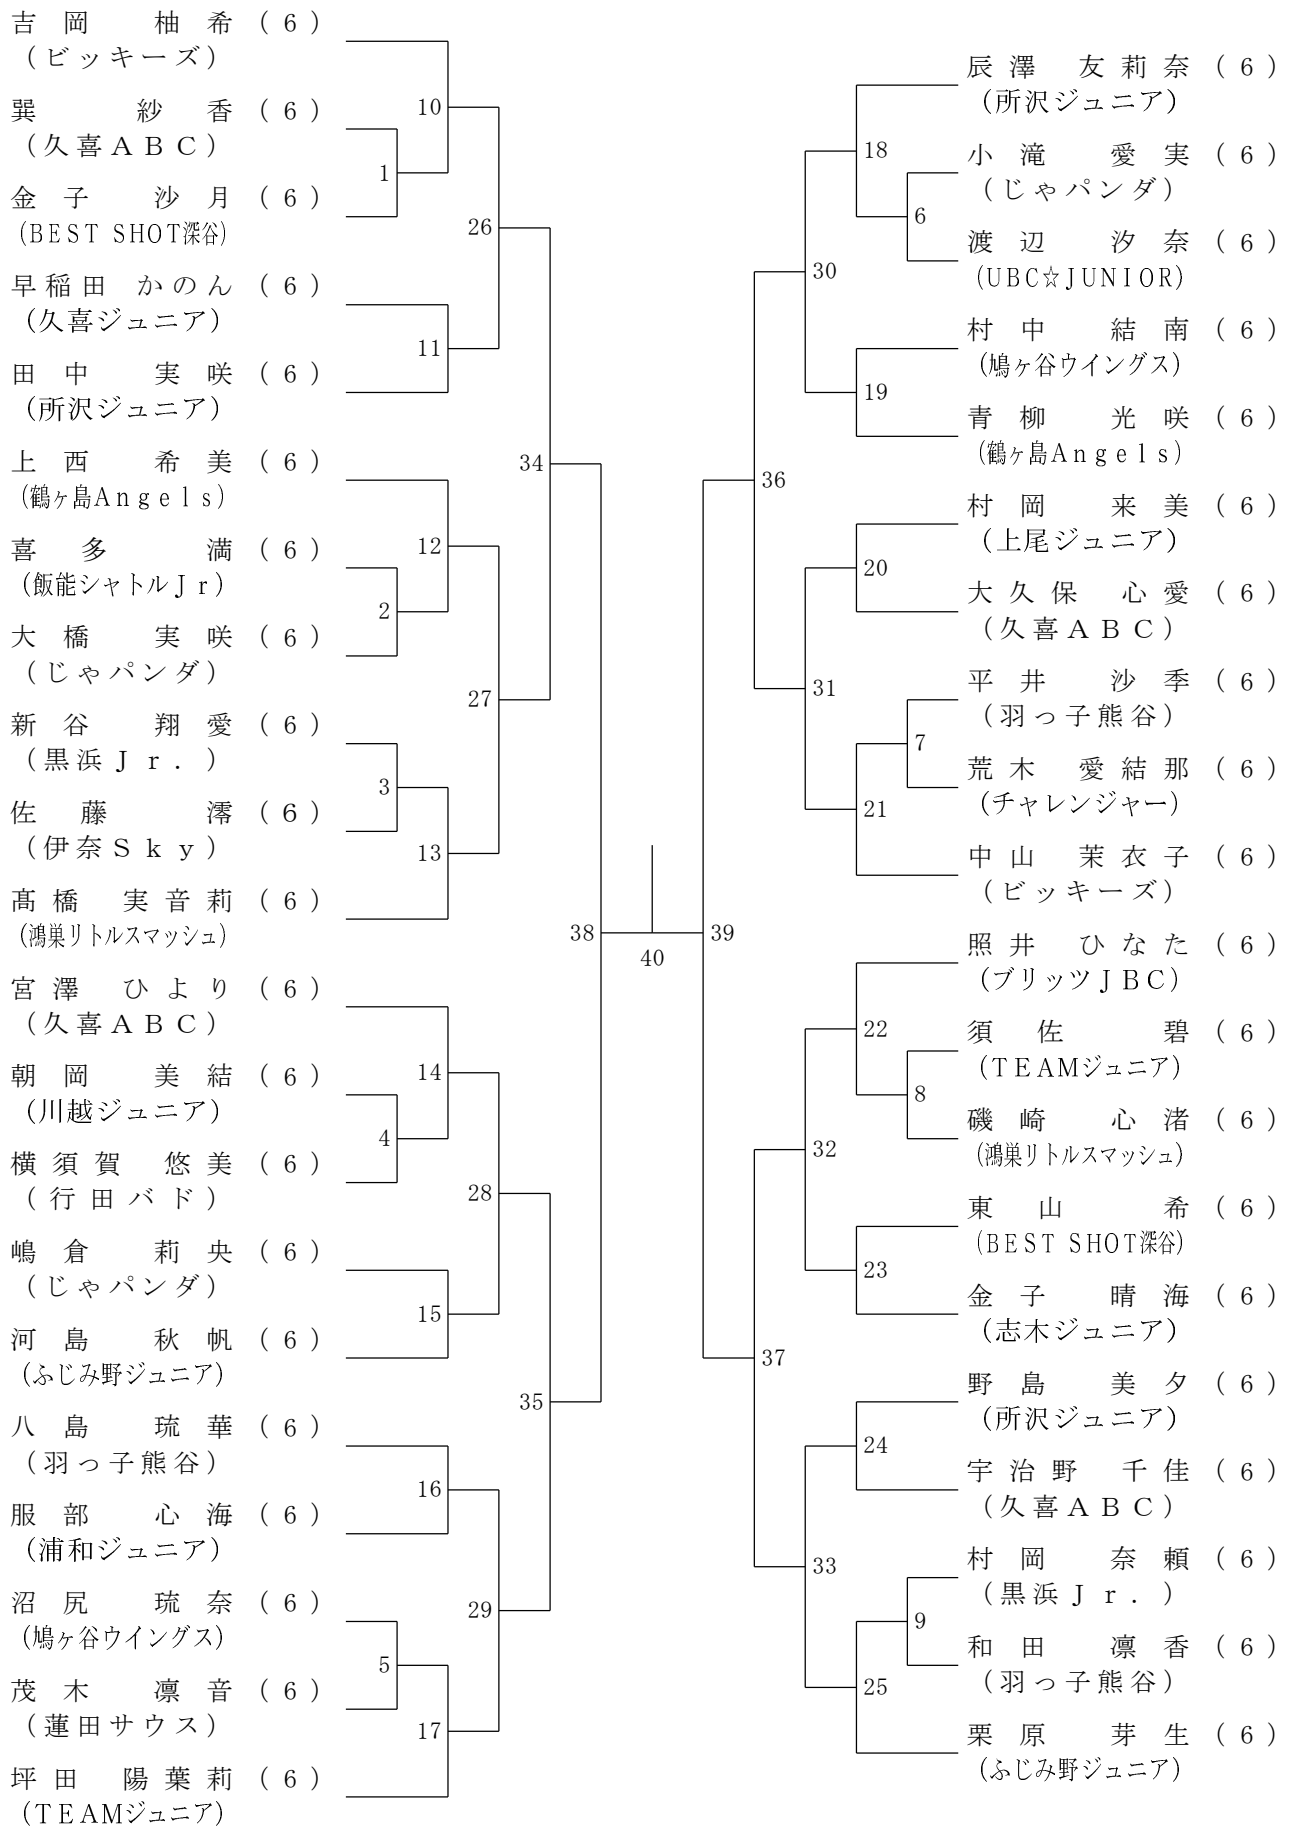 吉岡 柚希（６）
（ビッキーズ）
巽 紗香（６）
（久喜ＡＢＣ）
金子 沙月（６）
（BEST SHOT深谷）
早稲田 かのん（６）
（久喜ジュニア）
田中 実咲（６）
（所沢ジュニア）
上西 希美（６）
（鶴ヶ島Ａｎｇｅｌｓ）
喜多 満（６）
（飯能シャトルＪｒ）
大橋 実咲（６）
（じゃパンダ）
新谷 翔愛（６）
（黒浜Ｊｒ．）
佐藤 澪（６）
（伊奈Ｓｋｙ）
髙橋 実音莉（６）
（鴻巣リトルスマッシュ）
宮澤 ひより（６）
（久喜ＡＢＣ）
朝岡 美結（６）
（川越ジュニア）
横須賀 悠美（６）
（行田バド）
嶋倉 莉央（６）
（じゃパンダ）
河島 秋帆（６）
（ふじみ野ジュニア）
八島 琉華（６）
（羽っ子熊谷）
服部 心海（６）
（浦和ジュニア）
沼尻 琉奈（６）
（鳩ヶ谷ウイングス）
茂木 凛音（６）
（蓮田サウス）
坪田 陽葉莉（６）
（ＴＥＡＭジュニア）
1
2
3
4
5
10
11
12
13
14
15
16
17
26
27
28
29
34
35
38
40
39
36
37
30
31
32
33
18
19
20
21
22
23
24
25
6
7
8
9
辰澤 友莉奈（６）
（所沢ジュニア）
小滝 愛実（６）
（じゃパンダ）
渡辺 汐奈（６）
（UBC☆JUNIOR）
村中 結南（６）
（鳩ヶ谷ウイングス）
青柳 光咲（６）
（鶴ヶ島Ａｎｇｅｌｓ）
村岡 来美（６）
（上尾ジュニア）
大久保 心愛（６）
（久喜ＡＢＣ）
平井 沙季（６）
（羽っ子熊谷）
荒木 愛結那（６）
（チャレンジャー）
中山 茉衣子（６）
（ビッキーズ）
照井 ひなた（６）
（ブリッツＪＢＣ）
須佐 碧（６）
（ＴＥＡＭジュニア）
磯崎 心渚（６）
（鴻巣リトルスマッシュ）
東山 希（６）
（BEST SHOT深谷）
金子 晴海（６）
（志木ジュニア）
野島 美夕（６）
（所沢ジュニア）
宇治野 千佳（６）
（久喜ＡＢＣ）
村岡 奈頼（６）
（黒浜Ｊｒ．）
和田 凛香（６）
（羽っ子熊谷）
栗原 芽生（６）
（ふじみ野ジュニア）